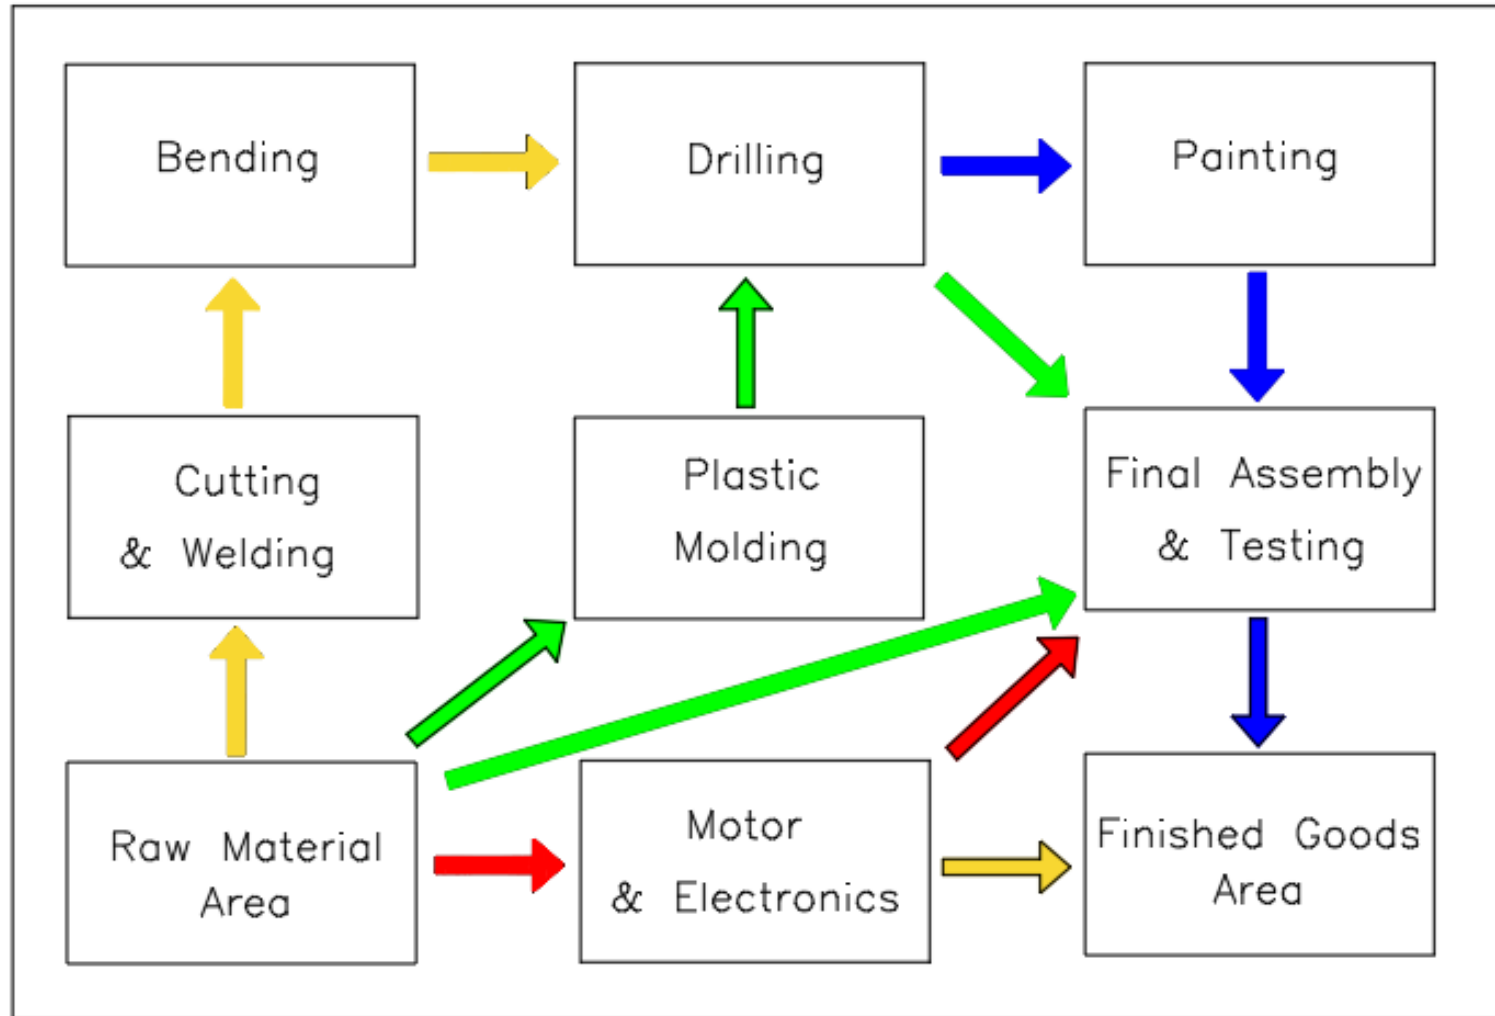 Bending
Drilling
Painting
Cutting
& Welding
Plastic
Molding
Final Assembly
& Testing
Raw Material
Area
Motor
& Electronics
Finished Goods
Area